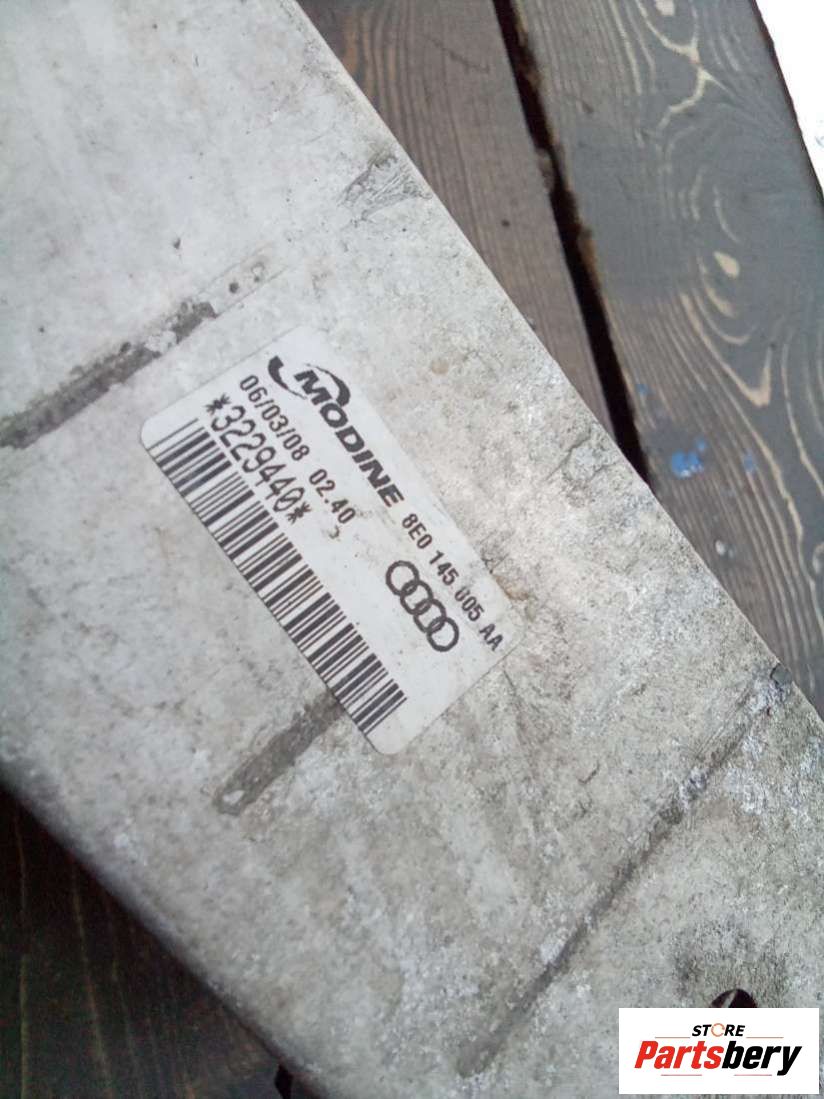 MODINE 8E0 145 805 AA
06/03/08 02.40
*3229440*
STORE
Partsbery